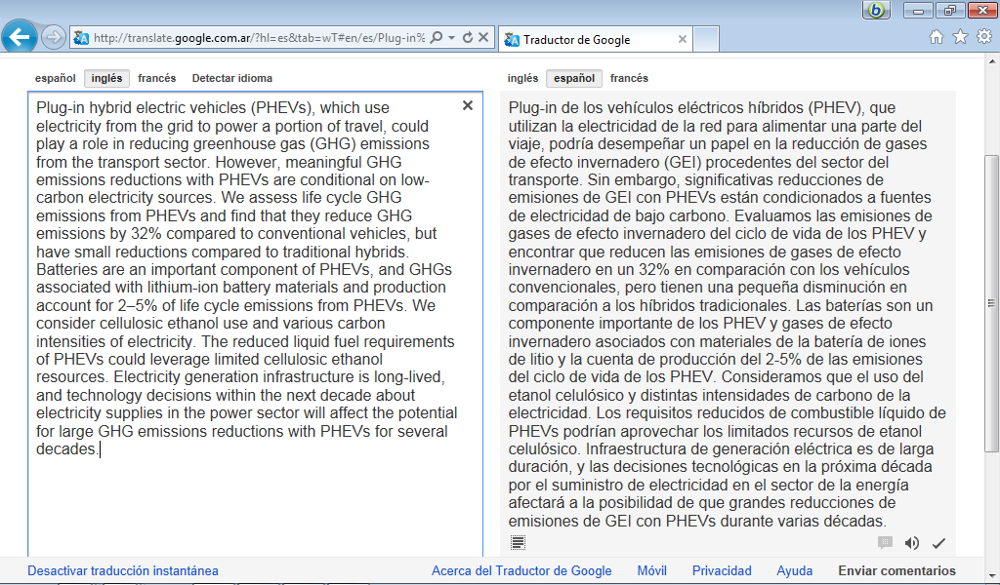 http://translate.google.com.ar/?hl=es&tab=wT#en/es/Plug-in%
Traductor de Google
español inglés francés Detectar idioma
Plug-in hybrid electric vehicles (PHEVs), which use
electricity from the grid to power a portion of travel, could
play a role in reducing greenhouse gas (GHG) emissions
from the transport sector. However, meaningful GHG
emissions reductions with PHEVs are conditional on low-
carbon electricity sources. We assess life cycle GHG
emissions from PHEVs and find that they reduce GHG
emissions by 32% compared to conventional vehicles, but
have small reductions compared to traditional hybrids.
Batteries are an important component of PHEVs, and GHGs
associated with lithium-ion battery materials and production
account for 2–5% of life cycle emissions from PHEVs. We
consider cellulosic ethanol use and various carbon
intensities of electricity. The reduced liquid fuel requirements
of PHEVs could leverage limited cellulosic ethanol
resources. Electricity generation infrastructure is long-lived,
and technology decisions within the next decade about
electricity supplies in the power sector will affect the potential
for large GHG emissions reductions with PHEVs for several
decades.
inglés español francés
Plug-in de los vehículos eléctricos híbridos (PHEV), que
utilizan la electricidad de la red para alimentar una parte del
viaje, podría desempeñar un papel en la reducción de gases
de efecto invernadero (GEI) procedentes del sector del
transporte. Sin embargo, significativas reducciones de
emisiones de GEI con PHEVs están condicionados a fuentes
de electricidad de bajo carbono. Evaluamos las emisiones de
gases de efecto invernadero del ciclo de vida de los PHEV y
encontrar que reducen las emisiones de gases de efecto
invernadero en un 32% en comparación con los vehículos
convencionales, pero tienen una pequeña disminución en
comparación a los híbridos tradicionales. Las baterías son un
componente importante de los PHEV y gases de efecto
invernadero asociados con materiales de la batería de iones
de litio y la cuenta de producción del 2-5% de las emisiones
del ciclo de vida de los PHEV. Consideramos que el uso del
etanol celulósico y distintas intensidades de carbono de la
electricidad. Los requisitos reducidos de combustible líquido de
PHEVs podrían aprovechar los limitados recursos de etanol
celulósico. Infraestructura de generación eléctrica es de larga
duración, y las decisiones tecnológicas en la próxima década
por el suministro de electricidad en el sector de la energía
afectará a la posibilidad de que grandes reducciones de
emisiones de GEI con PHEVs durante varias décadas.
Desactivar traducción instantánea Acerca del Traductor de Google Móvil Privacidad Ayuda Enviar comentarios